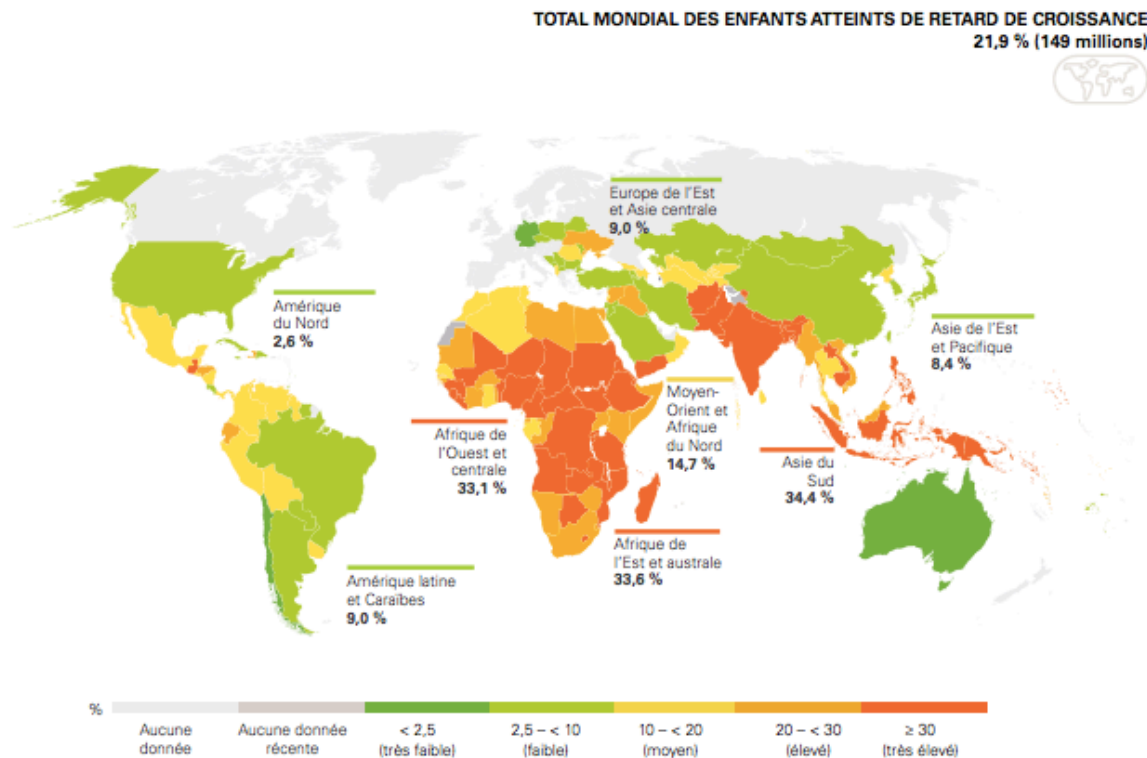 TOTAL MONDIAL DES ENFANTS ATTEINTS DE RETARD DE CROISSANCE
21,9 % (149 millions)
Europe de l'Est
et Asie centrale
9,0 %
Amérique
du Nord
2,6 %
Asie de l'Est
et Pacifique
8,4 %
Moyen-
Orient et
Afrique
du Nord
14,7 %
Afrique de
l'Ouest et
centrale
33,1 %
Asie du
Sud
34,4 %
Afrique de
l'Est et australe
33,6 %
Amérique latine
et Caraïbes
9,0 %
%
Aucune
donnée
Aucune donnée
récente
< 2,5
(très faible)
2,5 – < 10
(faible)
10 – < 20
(moyen)
20 – < 30
(élevé)
≥ 30
(très élevé)